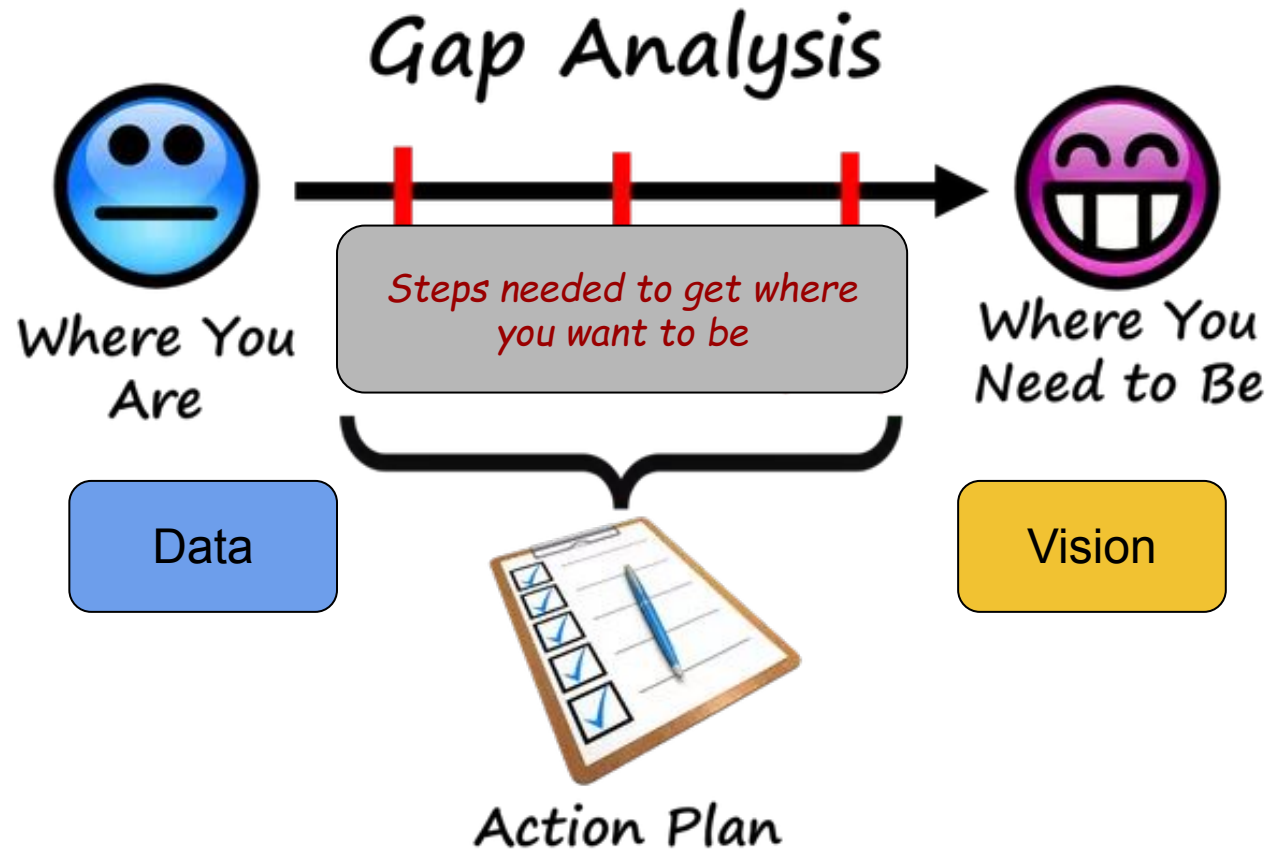 Gap Analysis
Steps needed to get where
you want to be
Where You
Are
Where You
Need to Be
Data
Vision
Action Plan